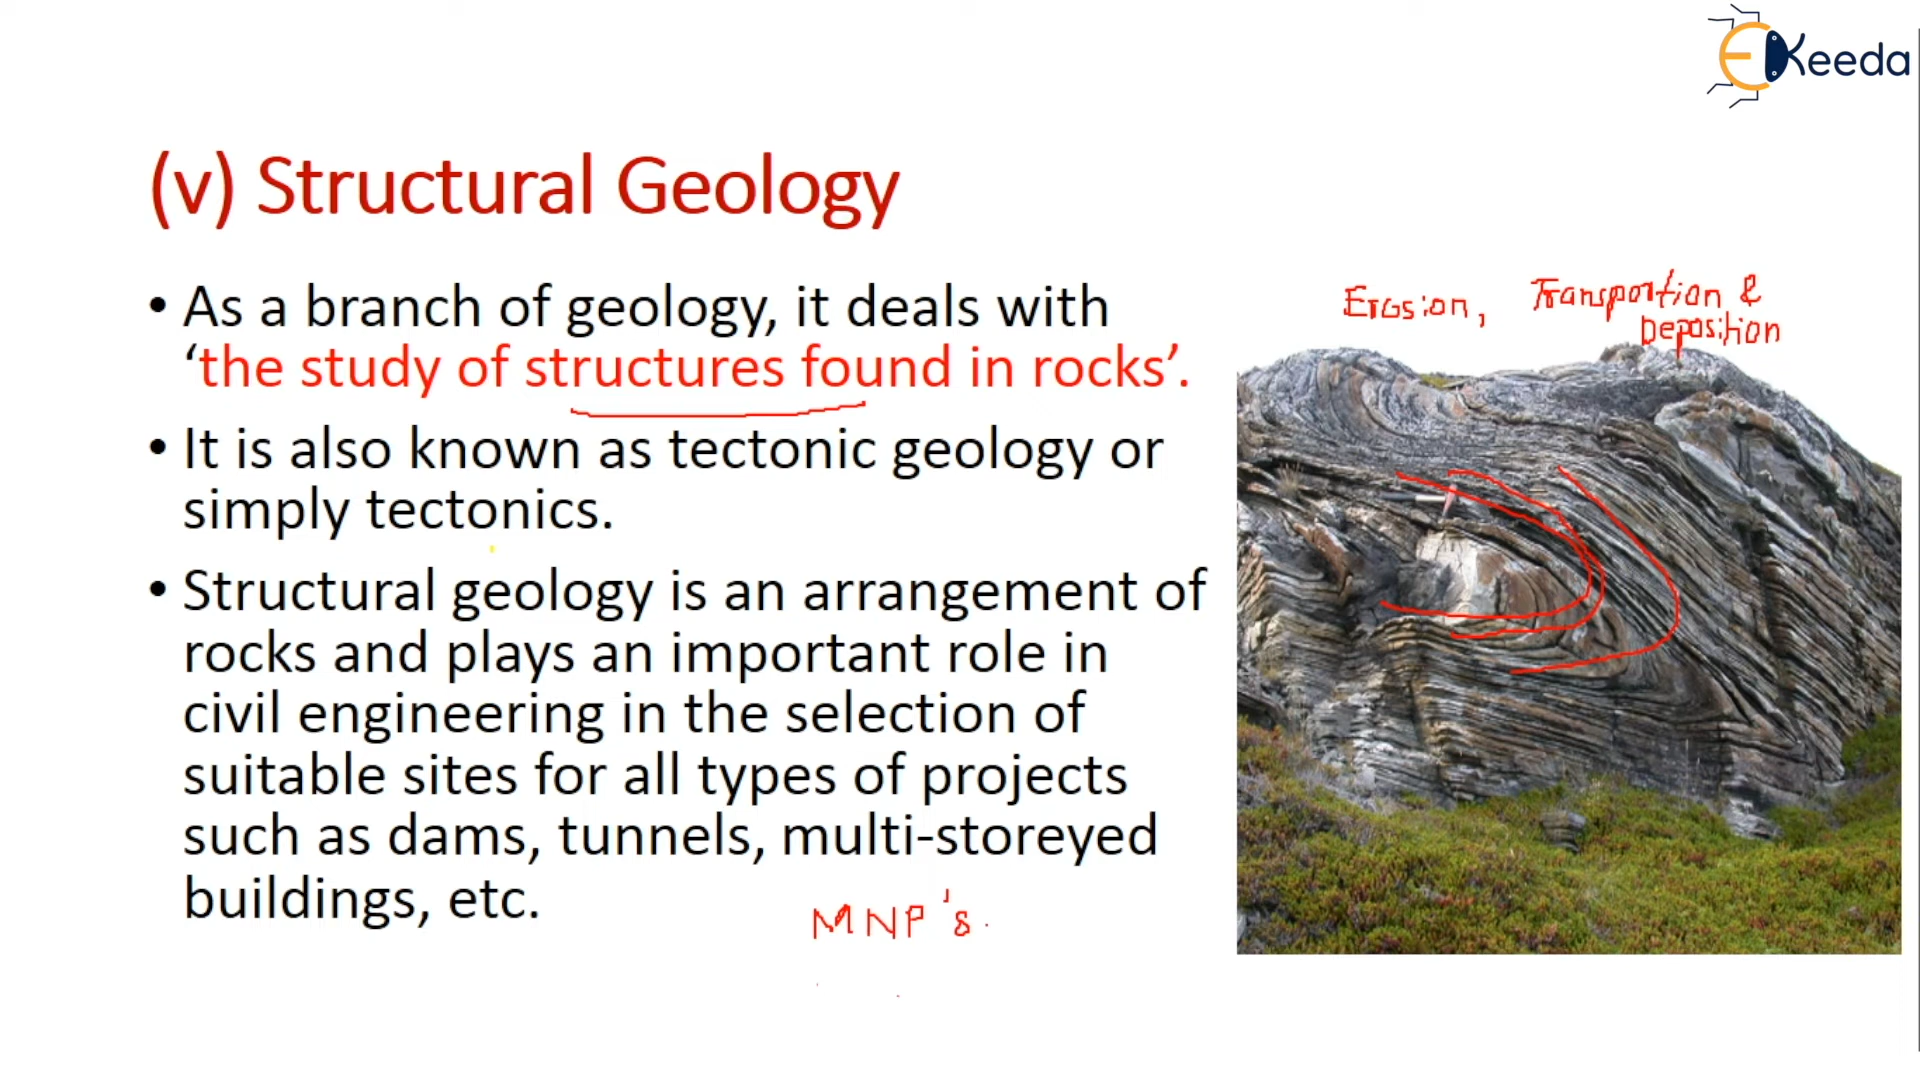 EKeeda
(v) Structural Geology
• As a branch of geology, it deals with
‘the study of structures found in rocks’.
• It is also known as tectonic geology or
simply tectonics.
• Structural geology is an arrangement of
rocks and plays an important role in
civil engineering in the selection of
suitable sites for all types of projects
such as dams, tunnels, multi-storeyed
buildings, etc.
MNP's.
Erosion, Transportion &
Deposition